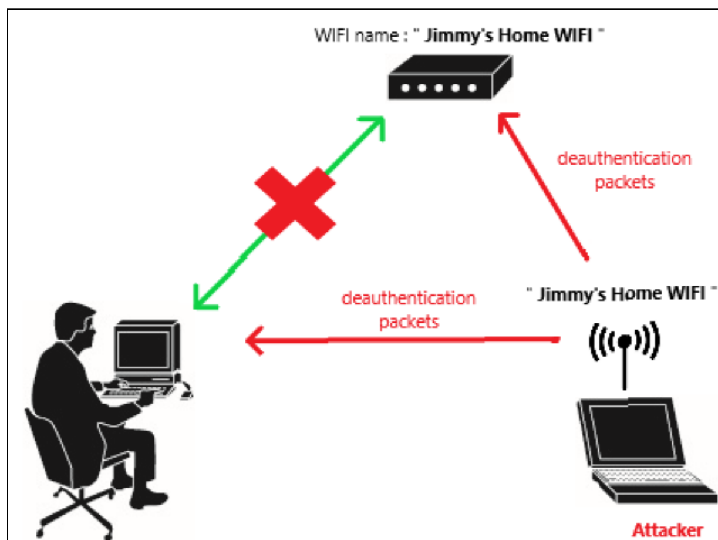 WIFI name : " Jimmy's Home WIFI "
deauthentication
packets
" Jimmy's Home WIFI "
deauthentication
packets
Attacker